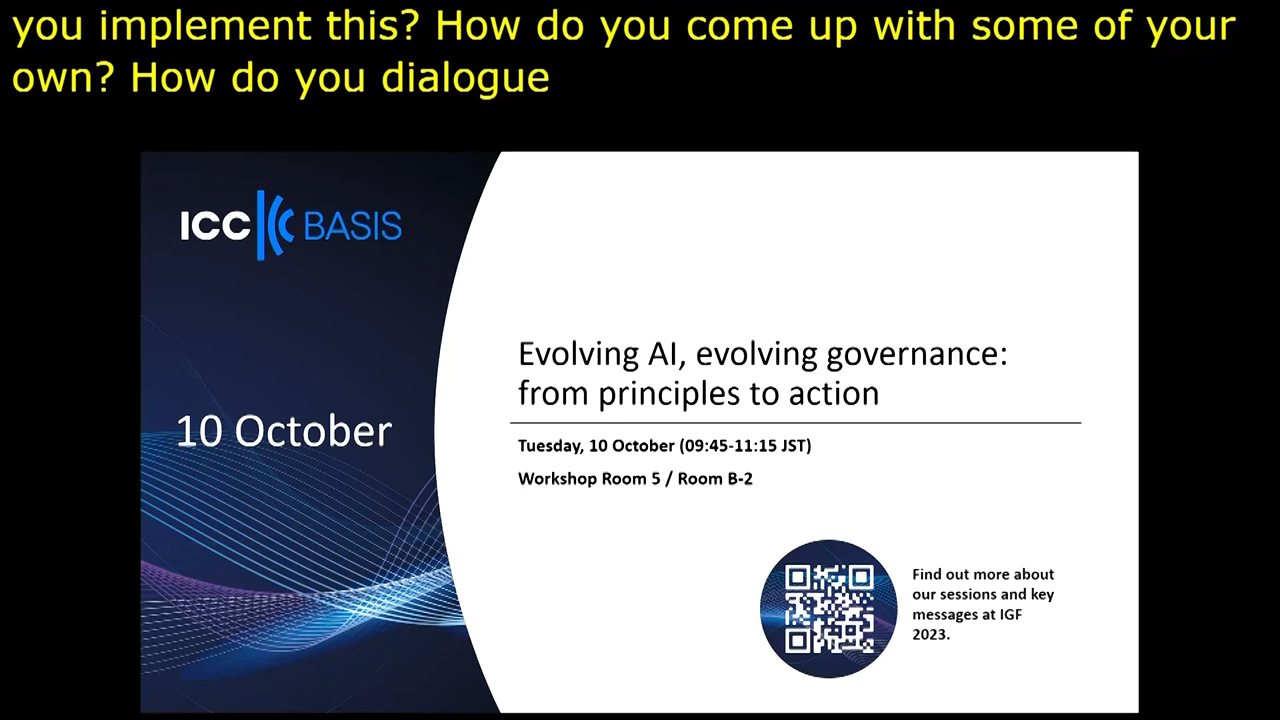 you implement this? How do you come up with some of your
own? How do you dialogue
ICC BASIS
10 October
Evolving AI, evolving governance:
from principles to action
Tuesday, 10 October (09:45-11:15 JST)
Workshop Room 5 / Room B-2
Find out more about
our sessions and key
messages at IGF
2023.